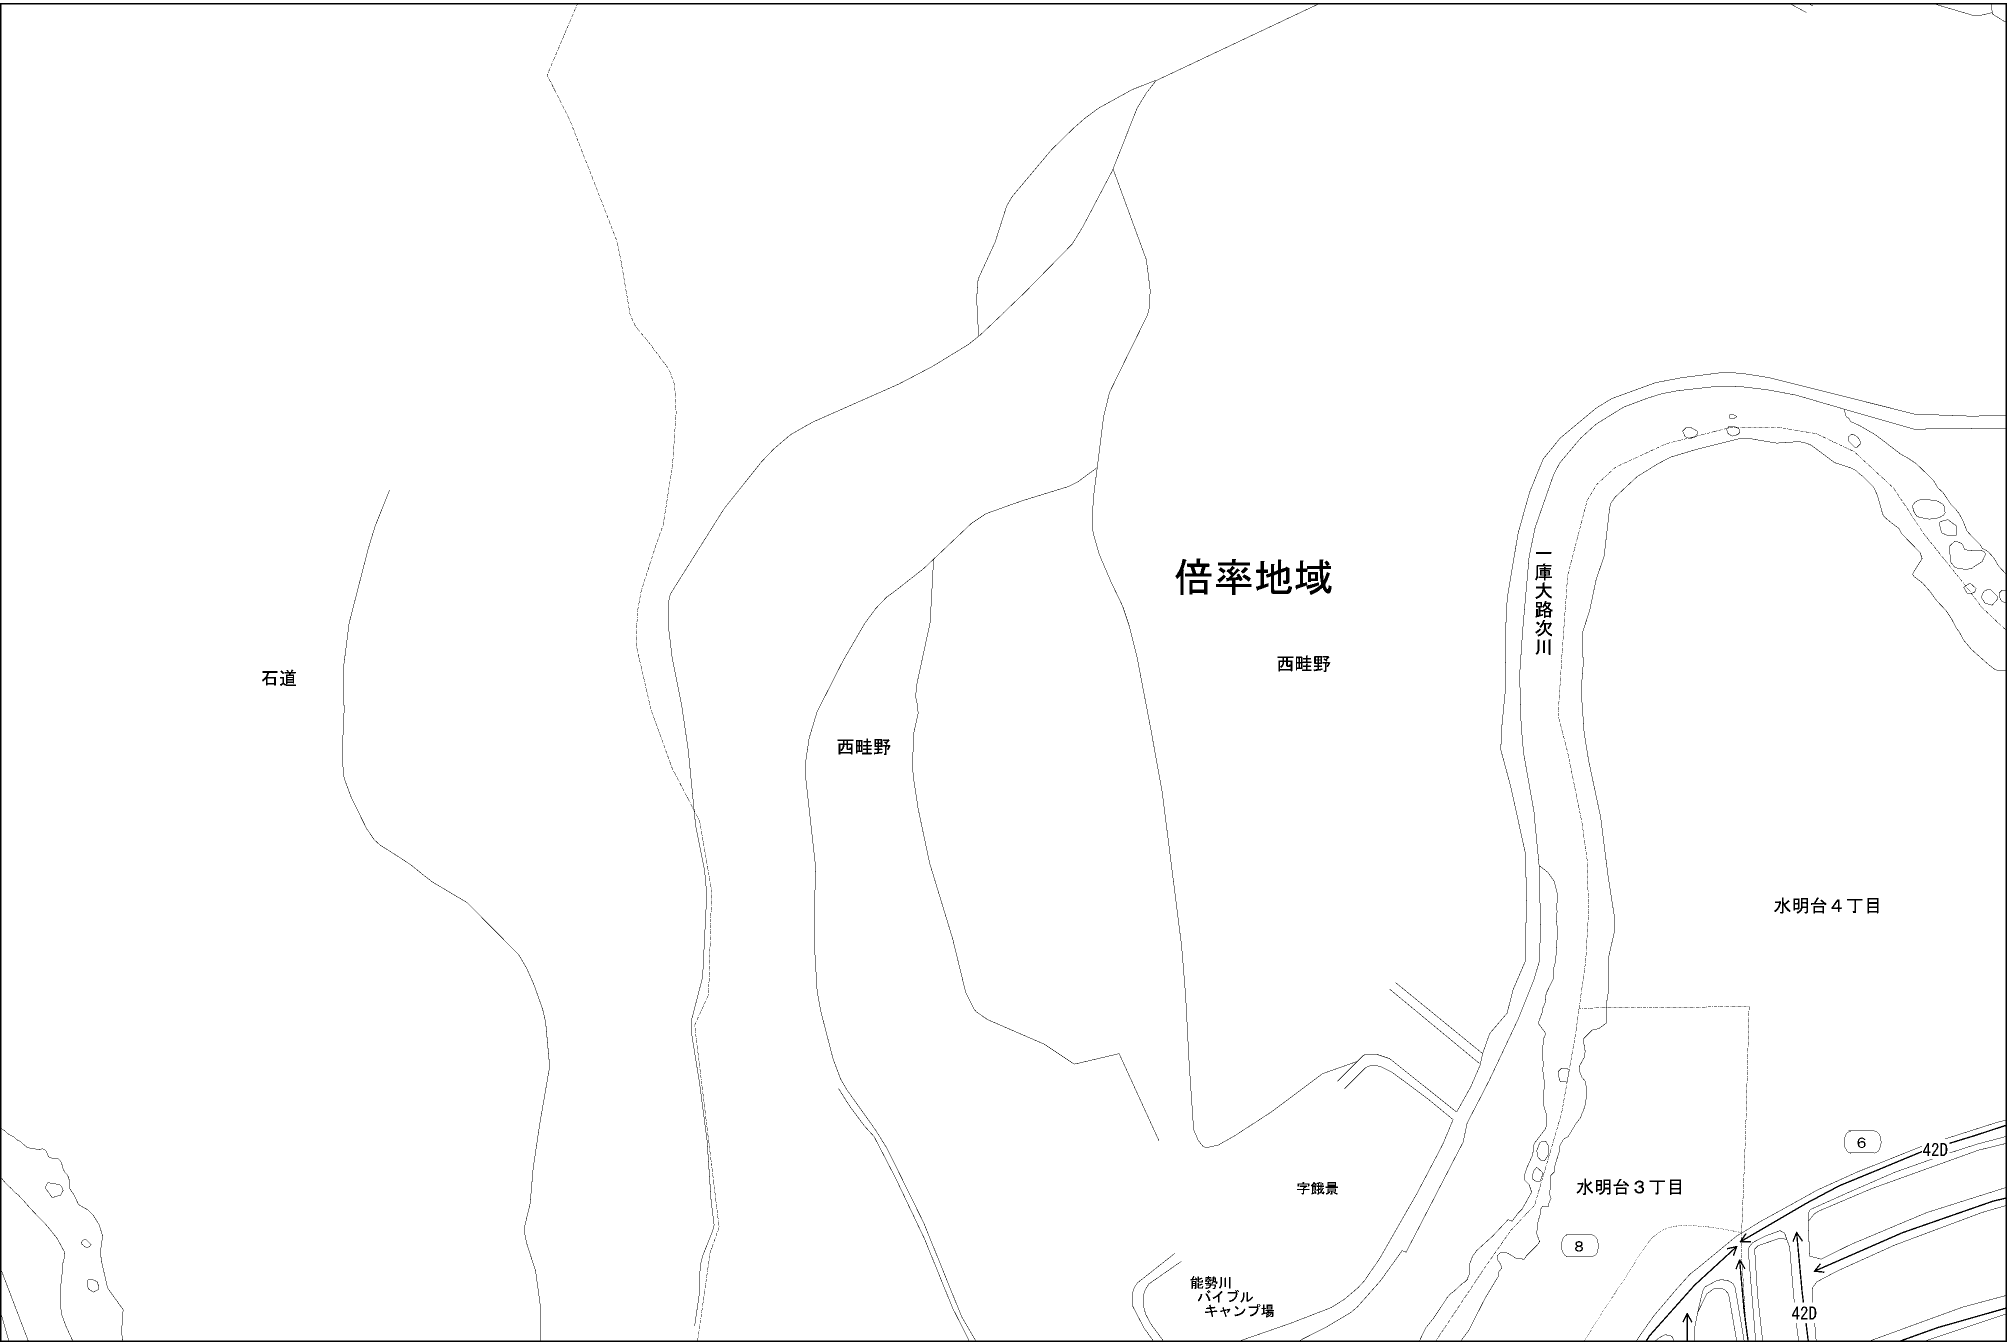 倍率地域
一庫大路次川
西畦野
石道
西畦野
水明台４丁目
6
42D
字餓景
水明台３丁目
8
能勢川
バイブル
キャンプ場
42D